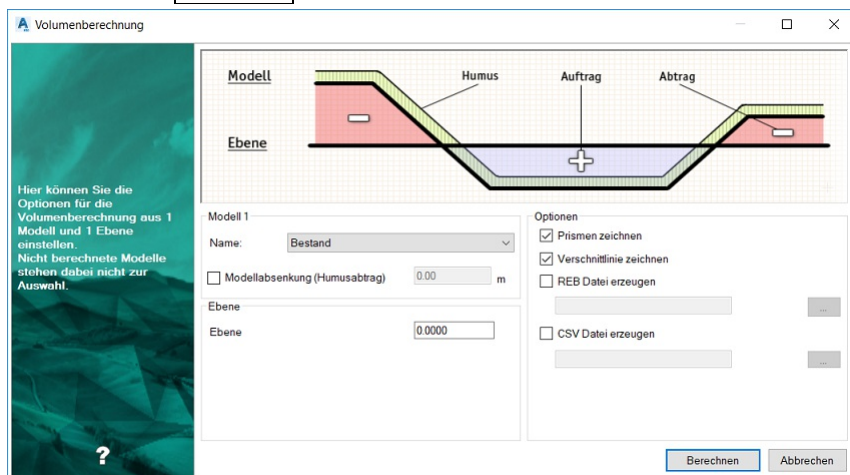 Volumenberechnung
Modell
Humus
Auftrag
Abtrag
Ebene
Hier können Sie die
Optionen für die
Volumenberechnung aus 1
Modell und 1 Ebene
einstellen.
Nicht berechnete Modelle
stehen dabei nicht zur
Auswahl.
?
Modell 1
Name: Bestand
Modellabsenkung (Humusabtrag) 0.00 m
Ebene
Ebene 0.0000
Optionen
Prismen zeichnen
Verschnittlinie zeichnen
REB Datei erzeugen
...
CSV Datei erzeugen
...
Berechnen Abbrechen